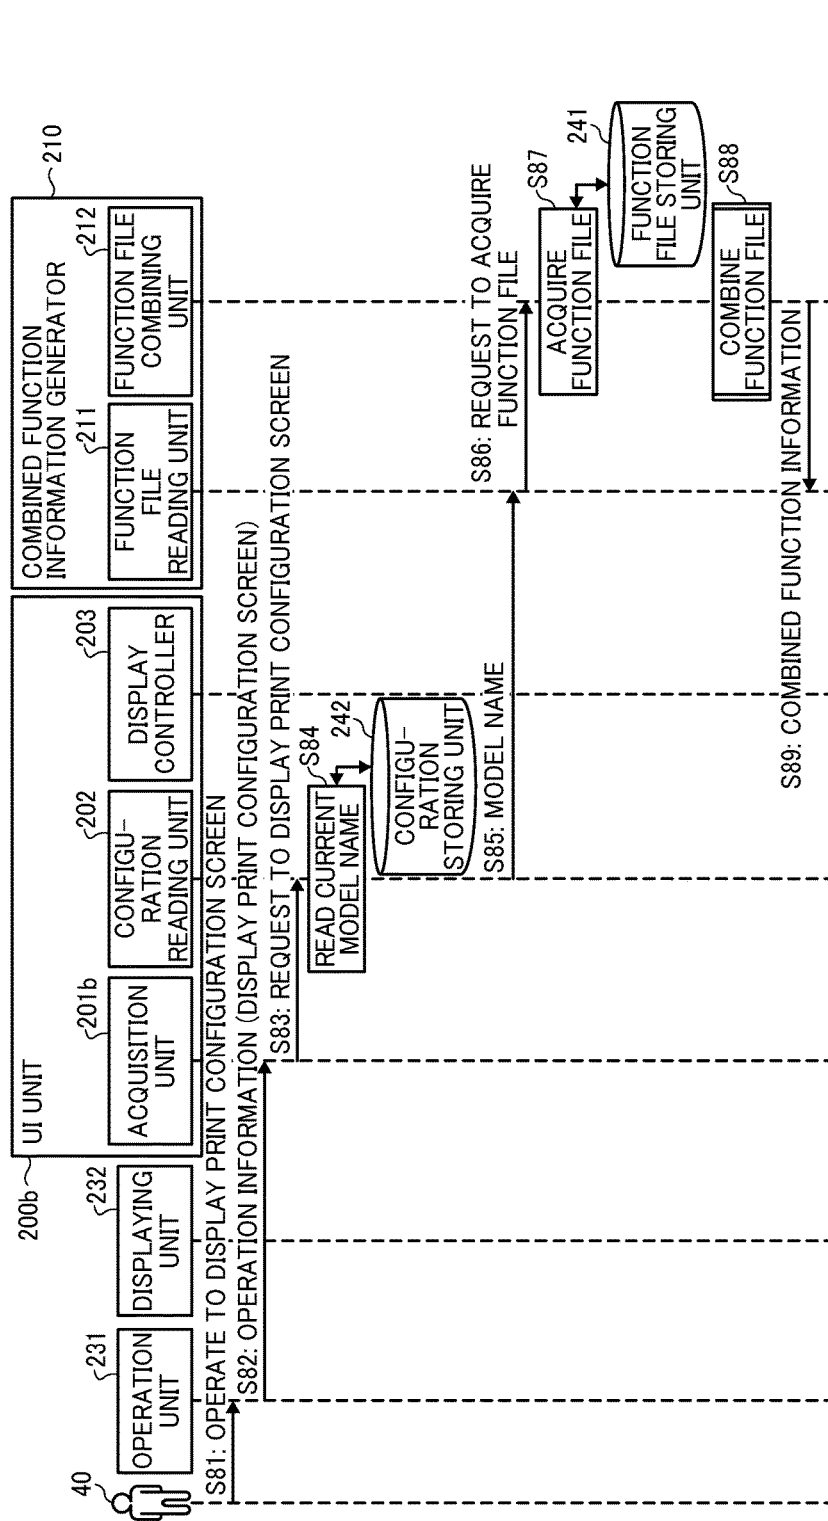 40
OPERATION
UNIT
231
DISPLAYING
UNIT
232
200b
UI UNIT
ACQUISITION
UNIT
201b
CONFIGU-
RATION
READING UNIT
202
DISPLAY
CONTROLLER
203
COMBINED FUNCTION
INFORMATION GENERATOR
210
FUNCTION
FILE
READING UNIT
211
FUNCTION FILE
COMBINING
UNIT
212
S81: OPERATE TO DISPLAY PRINT CONFIGURATION SCREEN
S82: OPERATION INFORMATION (DISPLAY PRINT CONFIGURATION SCREEN)
S83: REQUEST TO DISPLAY PRINT CONFIGURATION SCREEN
S84
READ CURRENT
MODEL NAME
242
CONFIGU-
RATION
STORING UNIT
S85: MODEL NAME
S86: REQUEST TO ACQUIRE
FUNCTION FILE
S87
ACQUIRE
FUNCTION FILE
241
FUNCTION
FILE STORING
UNIT
S88
COMBINE
FUNCTION FILE
S89: COMBINED FUNCTION INFORMATION